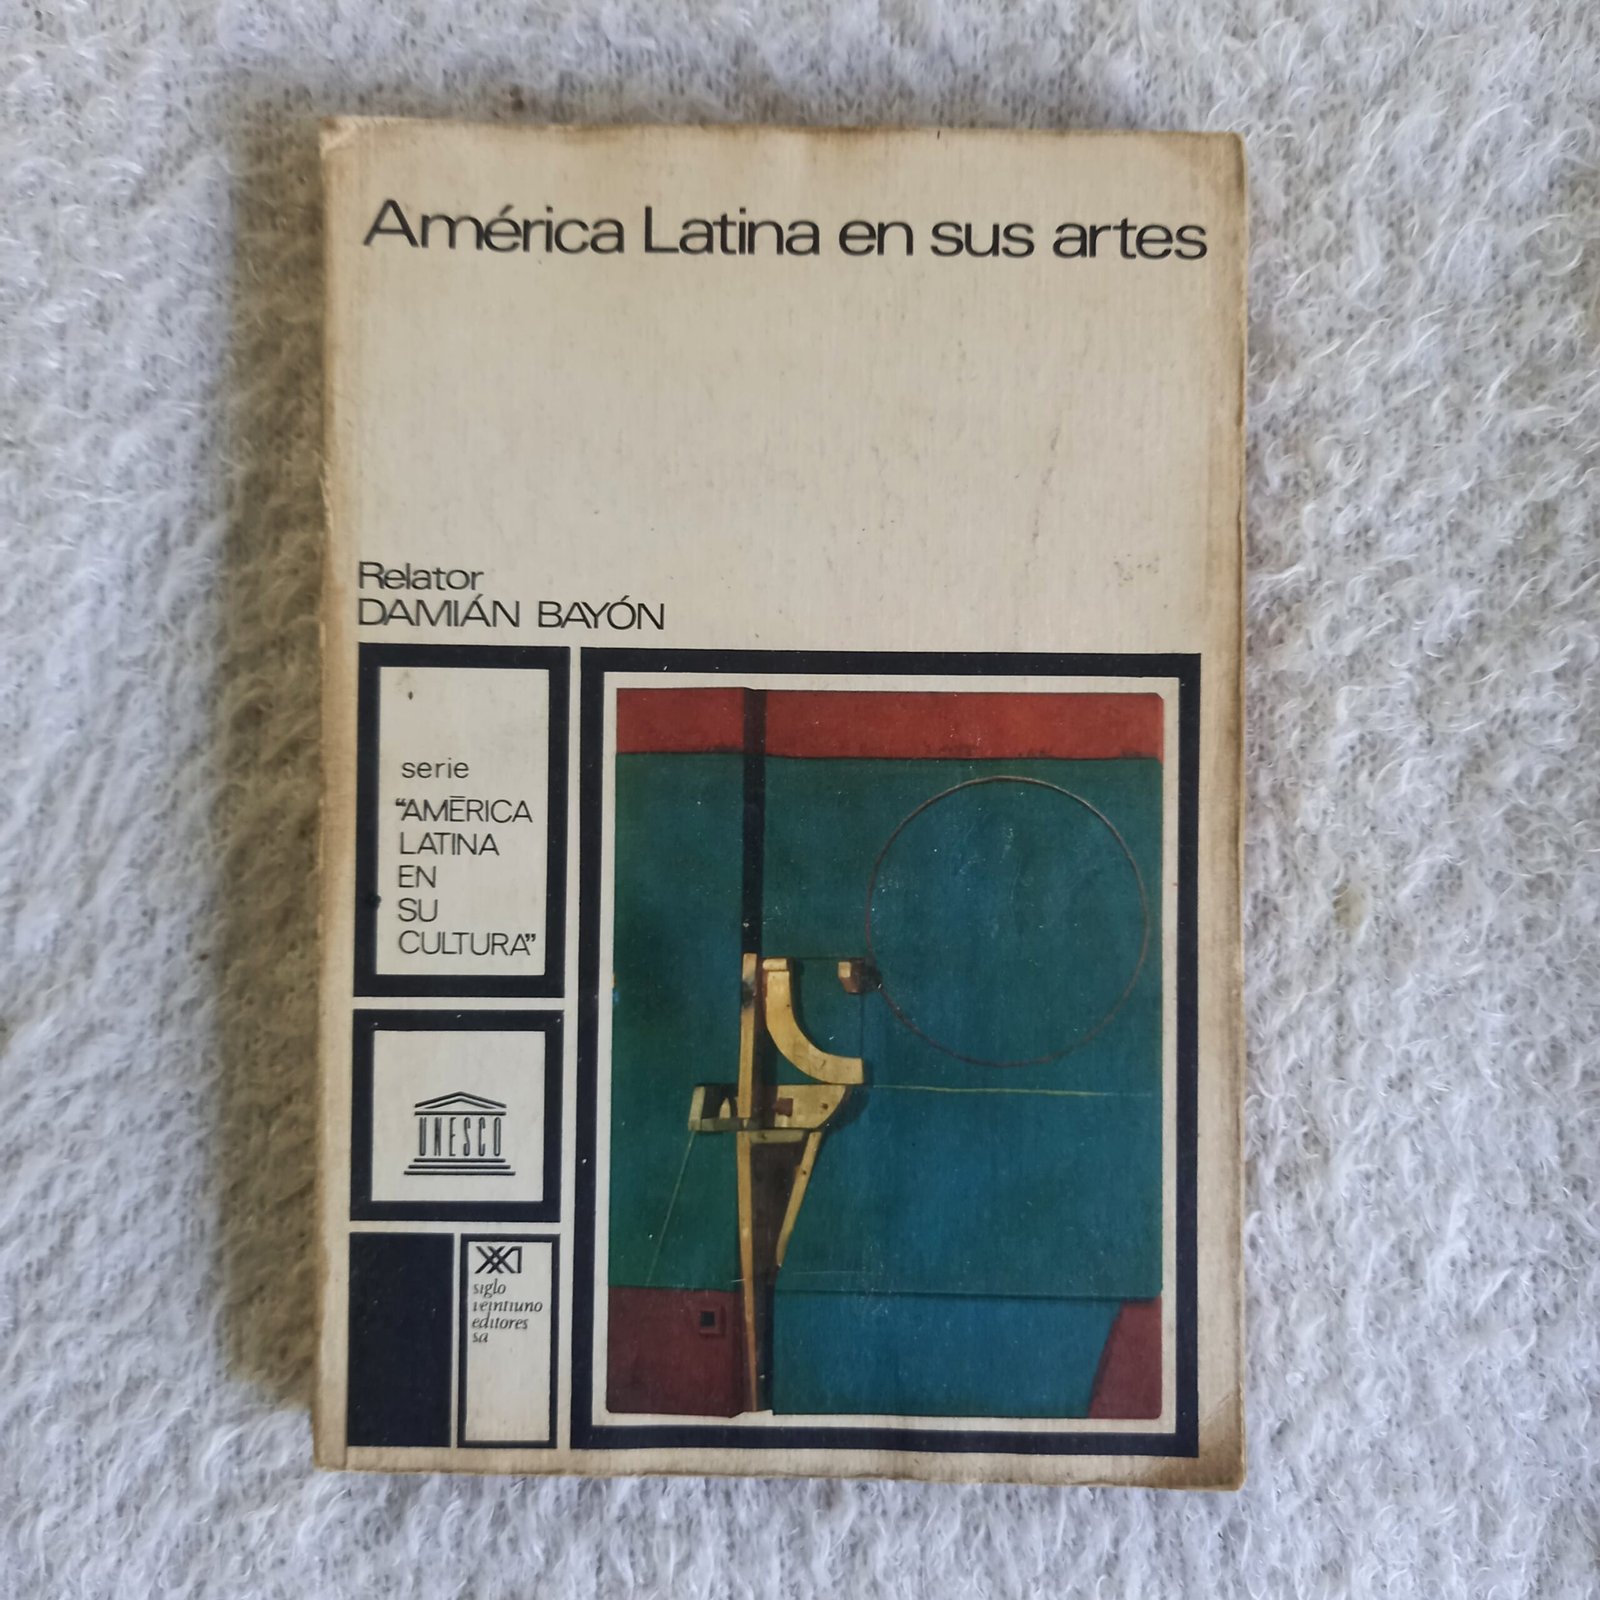 América Latina en sus artes
Relator
DAMIÁN BAYÓN
serie
“AMÉRICA
LATINA
EN
SU
CULTURA”
UNESCO
XXI
siglo
veintiuno
editores
sa